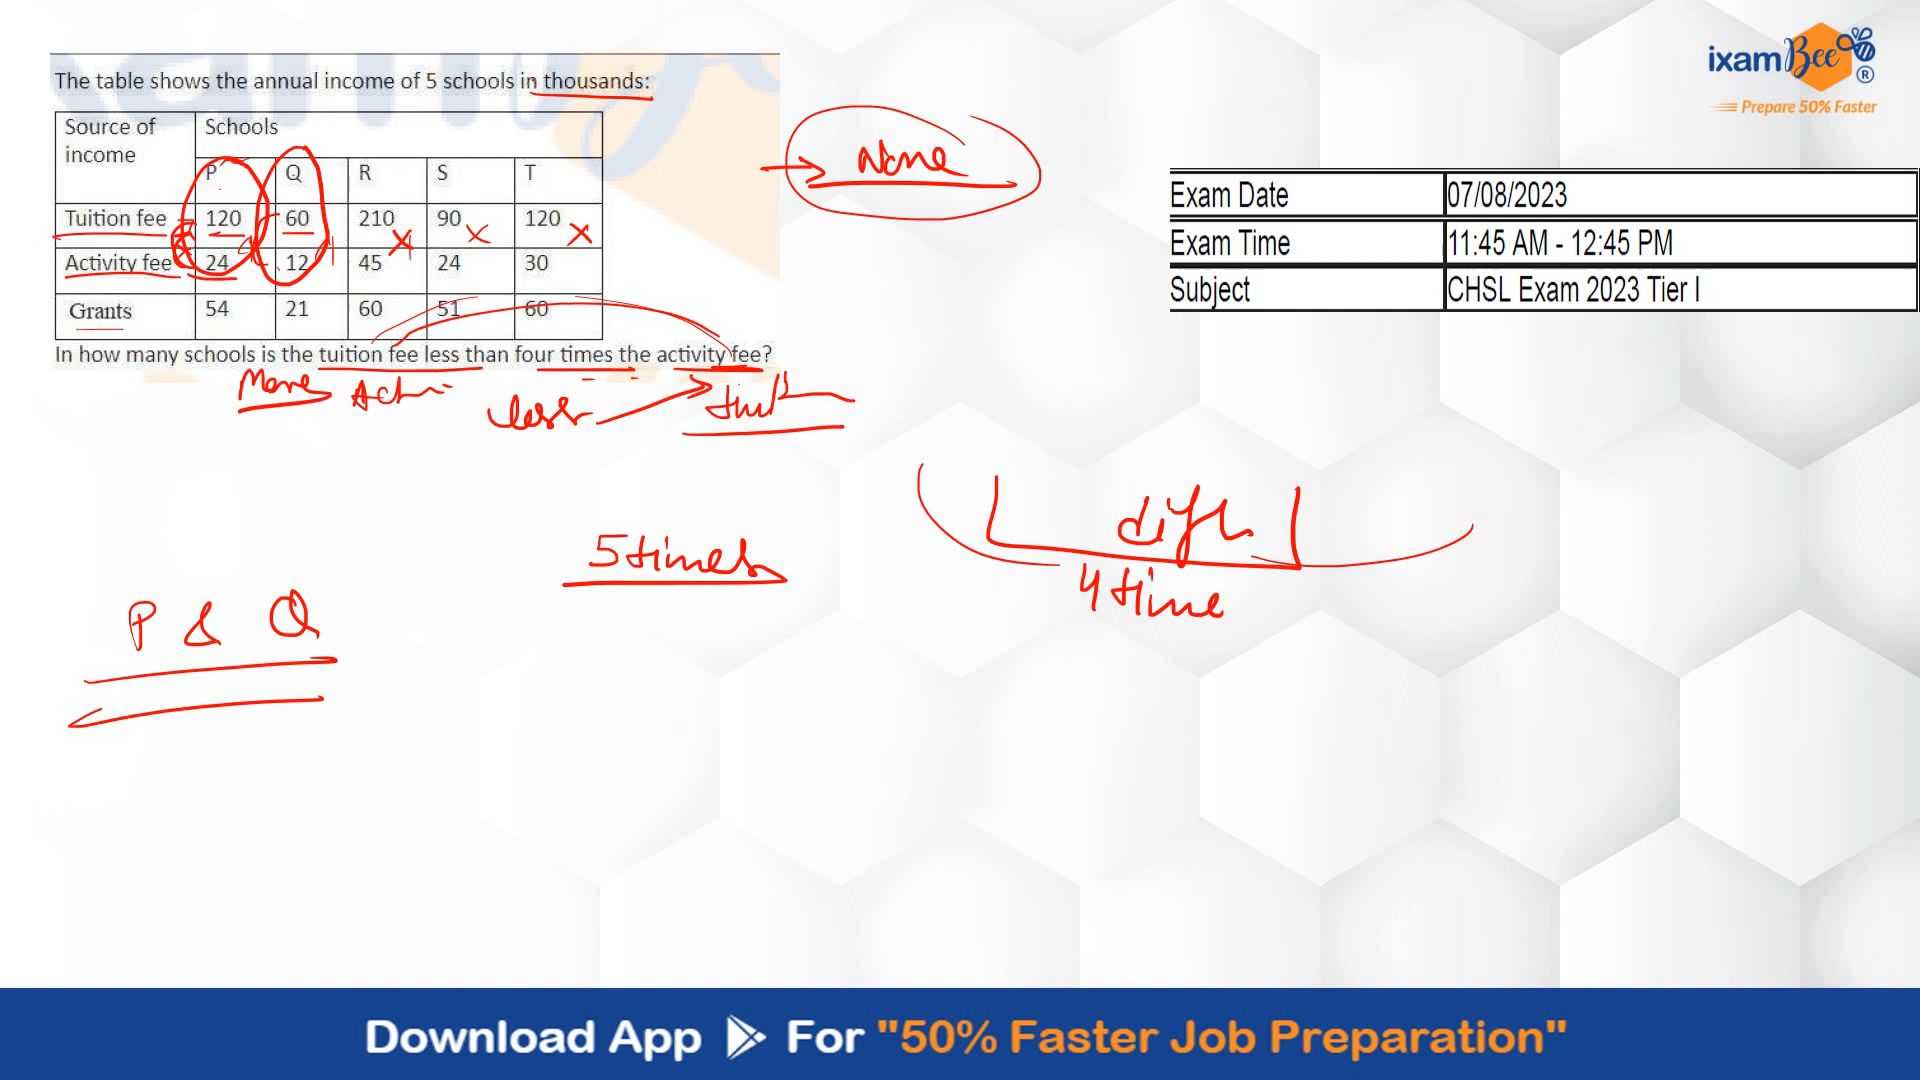 ixamBee
®
Prepare 50% Faster
The table shows the annual income of 5 schools in thousands:
Source of income Schools
P Q R S T
Tuition fee 120 60 210 90 120
Activity fee 24 12 45 24 30
Grants 54 21 60 51 60
In how many schools is the tuition fee less than four times the activity fee?
None
Exam Date 07/08/2023
Exam Time 11:45 AM - 12:45 PM
Subject CHSL Exam 2023 Tier I
less
5 times
4 time
P & Q
Download App For "50% Faster Job Preparation"